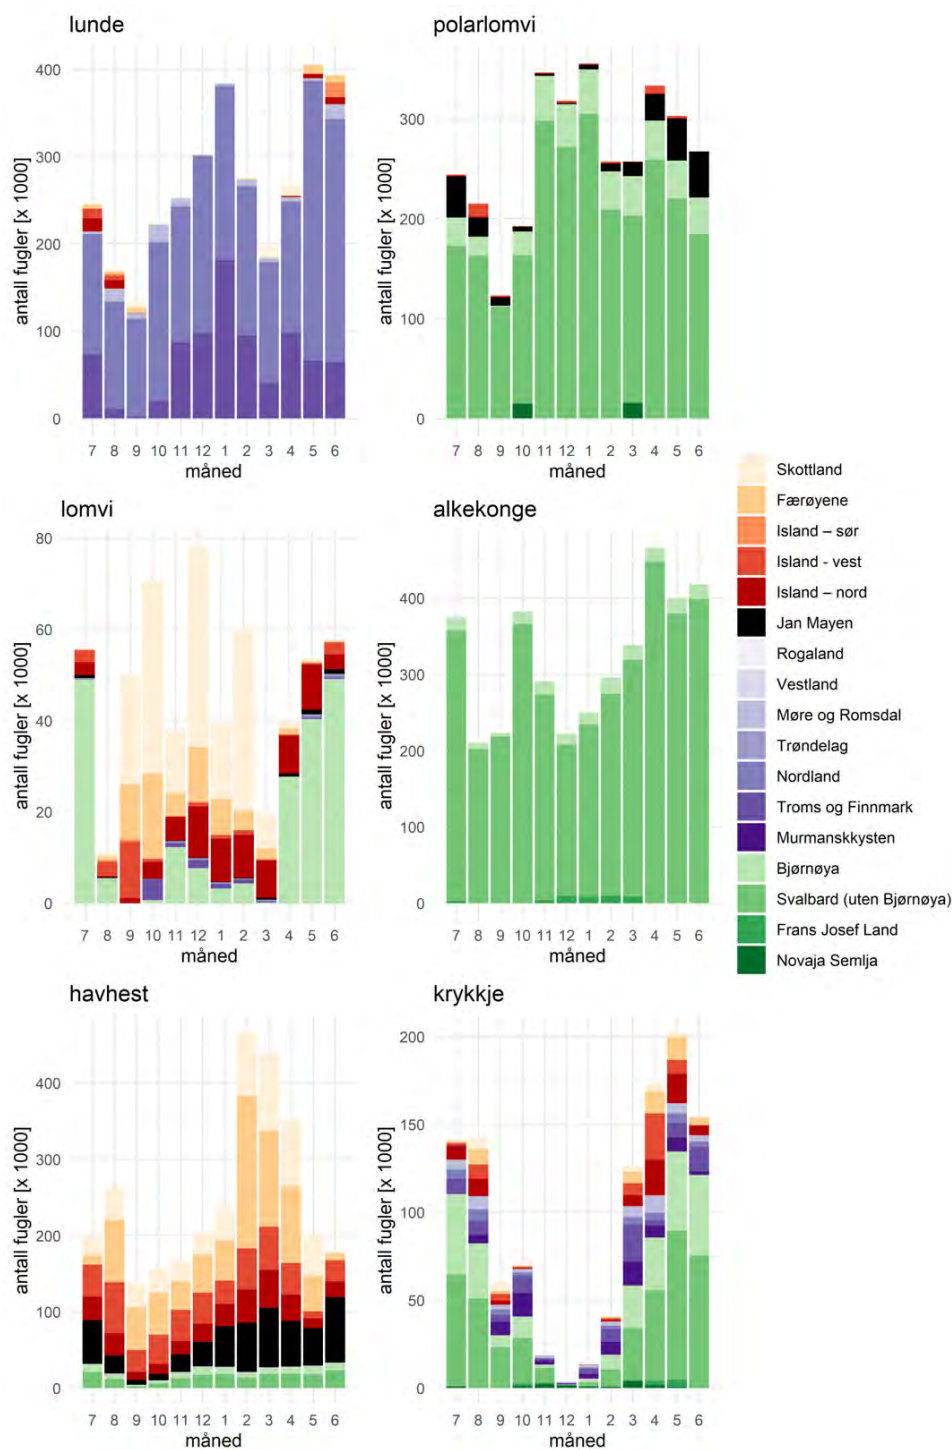 lunde
polarlomvi
antall fugler [x 1000]
400
300
200
100
0
7 8 9 10 11 12 1 2 3 4 5 6
måned
antall fugler [x 1000]
300
200
100
0
7 8 9 10 11 12 1 2 3 4 5 6
måned
lomvi
alkekonge
antall fugler [x 1000]
80
60
40
20
0
7 8 9 10 11 12 1 2 3 4 5 6
måned
antall fugler [x 1000]
400
300
200
100
0
7 8 9 10 11 12 1 2 3 4 5 6
måned
Skottland
Færøyene
Island – sør
Island - vest
Island – nord
Jan Mayen
Rogaland
Vestland
Møre og Romsdal
Trøndelag
Nordland
Troms og Finnmark
Murmanskkysten
Bjørnøya
Svalbard (uten Bjørnøya)
Frans Josef Land
Novaja Semlja
havhest
krykkje
antall fugler [x 1000]
400
300
200
100
0
7 8 9 10 11 12 1 2 3 4 5 6
måned
antall fugler [x 1000]
200
150
100
50
0
7 8 9 10 11 12 1 2 3 4 5 6
måned